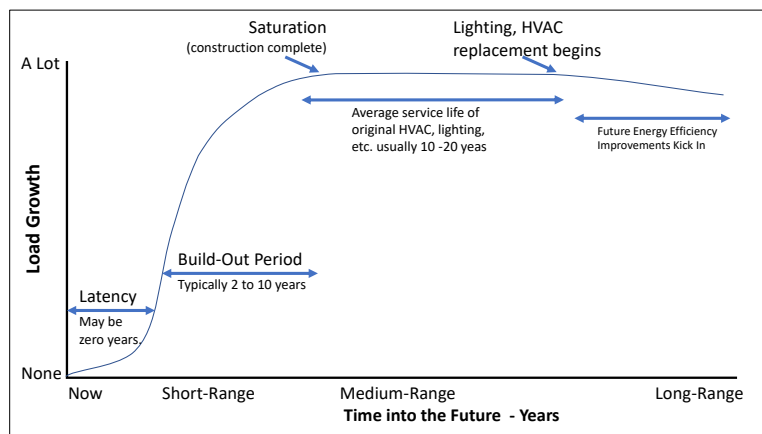 Saturation
(construction complete)
Lighting, HVAC
replacement begins
A Lot
Average service life of
original HVAC, lighting,
etc. usually 10 -20 yeas
Future Energy Efficiency
Improvements Kick In
Load Growth
Build-Out Period
Typically 2 to 10 years
Latency
May be
zero years.
None
Now
Short-Range
Medium-Range
Long-Range
Time into the Future - Years